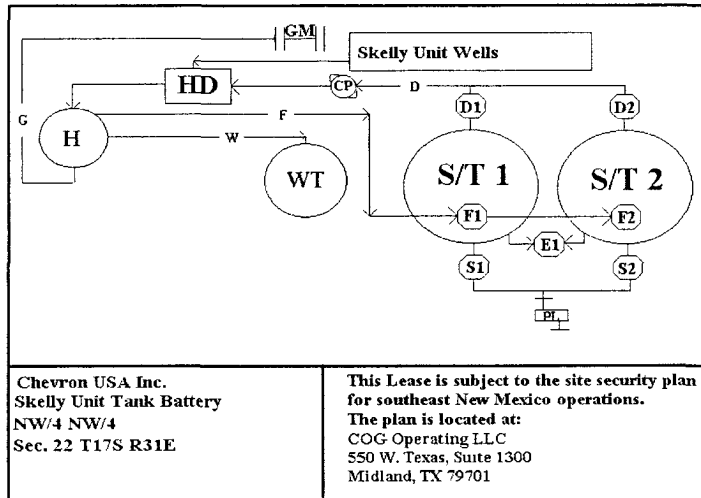 GM
Skelly Unit Wells
HD
CP
D
D1
D2
G
F
H
W
WT
S/T 1
S/T 2
F1
F2
E1
S1
S2
PL
Chevron USA Inc.
Skelly Unit Tank Battery
NW/4 NW/4
Sec. 22 T17S R31E
This Lease is subject to the site security plan
for southeast New Mexico operations.
The plan is located at:
COG Operating LLC
550 W. Texas, Suite 1300
Midland, TX 79701